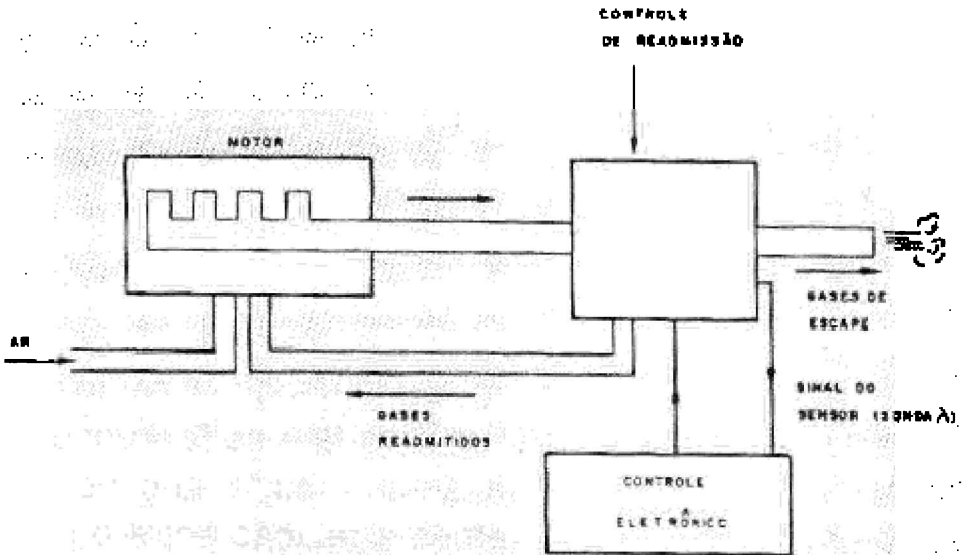 CONTROLE
DE READMISSÃO
MOTOR
AR
GASES DE
ESCAPE
GASES
READMITIDOS
SINAL DO
SENSOR (SONDA λ)
CONTROLE
ELETRÔNICO